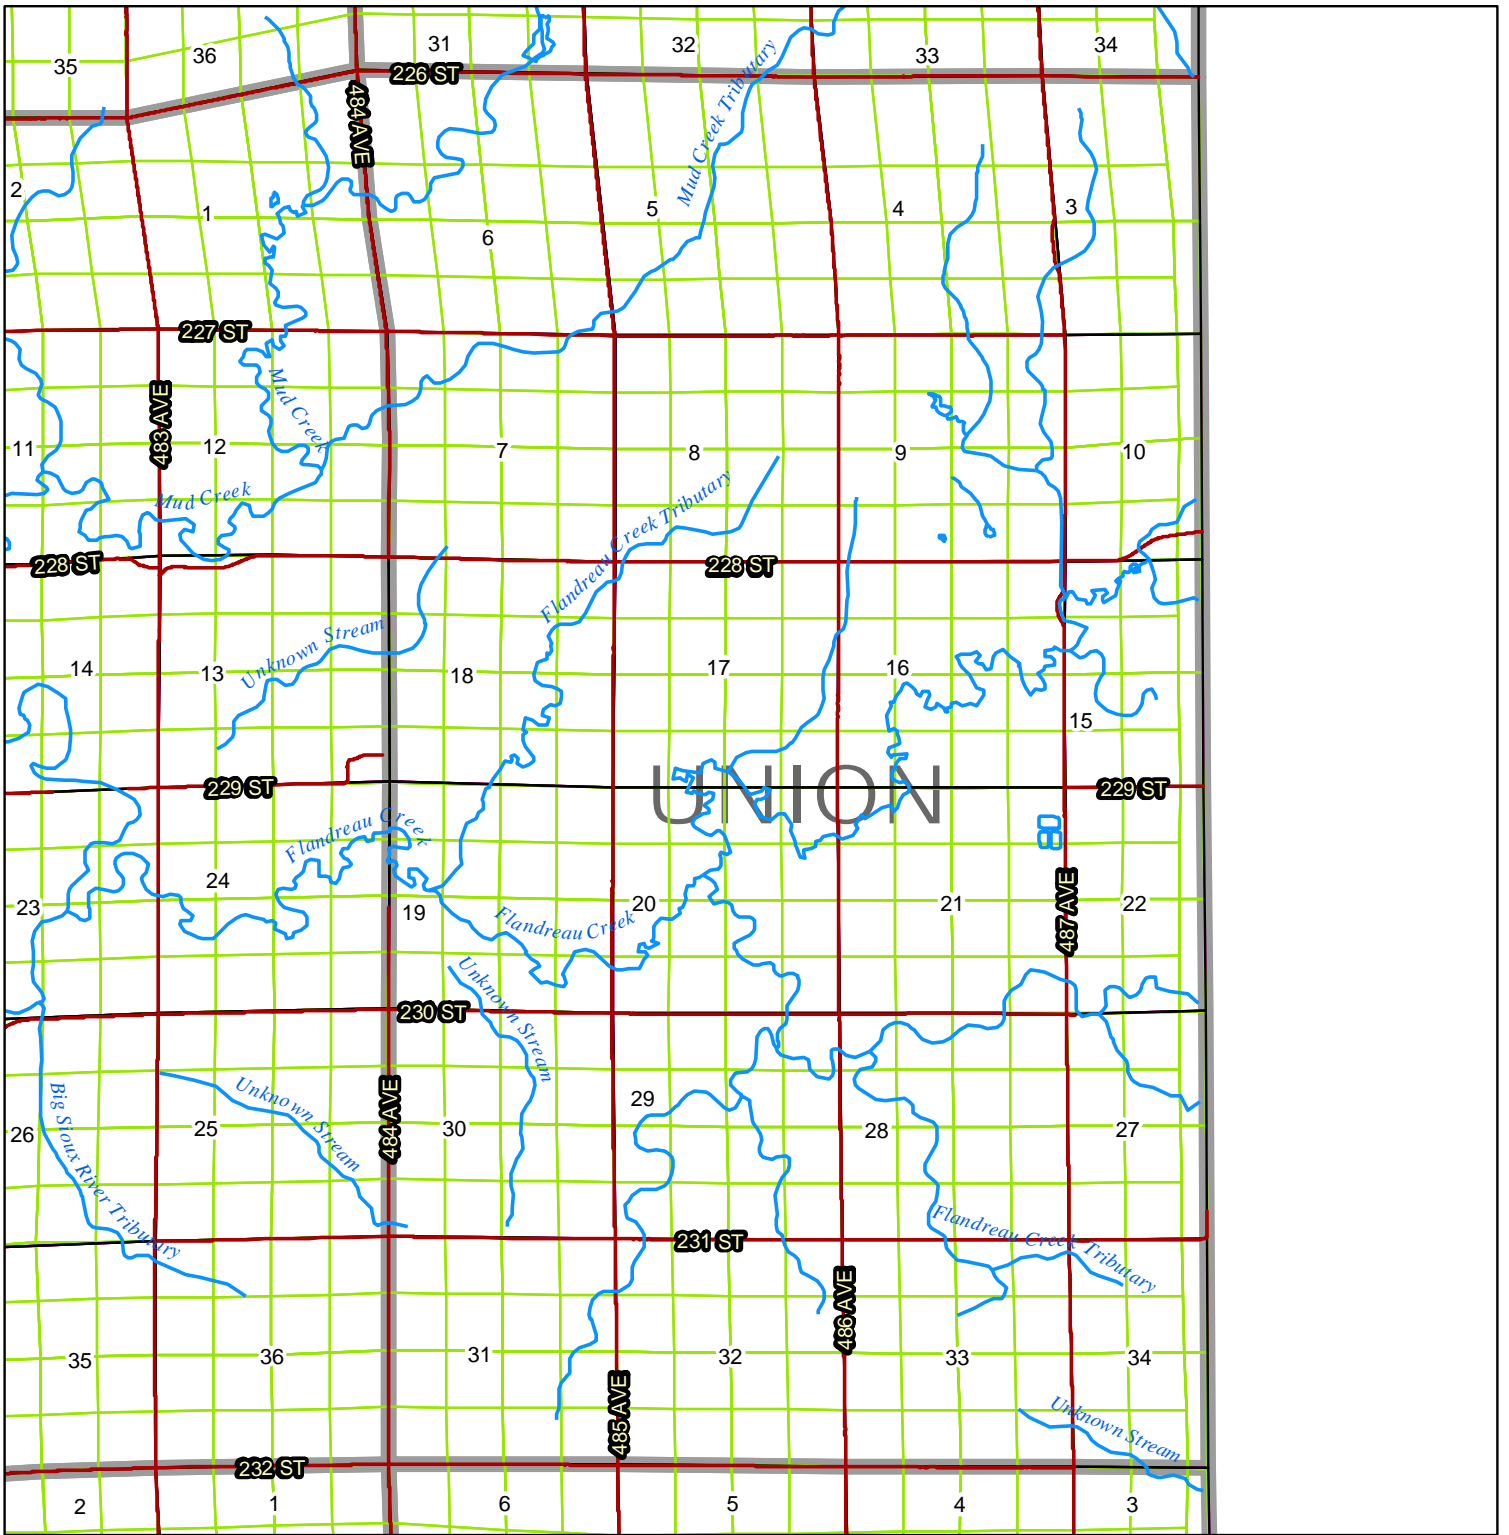 35
36
31
32
33
34
226 ST
484 AVE
Mud Creek Tributary
2
1
6
5
4
3
227 ST
483 AVE
Mud Creek
11
12
7
8
9
10
Mud Creek
Flandreau Creek Tributary
228 ST
228 ST
Unknown Stream
14
13
18
17
16
15
229 ST
UNION
229 ST
Flandreau Creek
24
23
19
20
21
22
487 AVE
Flandreau Creek
Unknown Stream
230 ST
Big Sioux River Tributary
Unknown Stream
484 AVE
26
25
30
29
28
27
Flandreau Creek Tributary
231 ST
486 AVE
35
36
31
32
33
34
485 AVE
Unknown Stream
232 ST
2
1
6
5
4
3